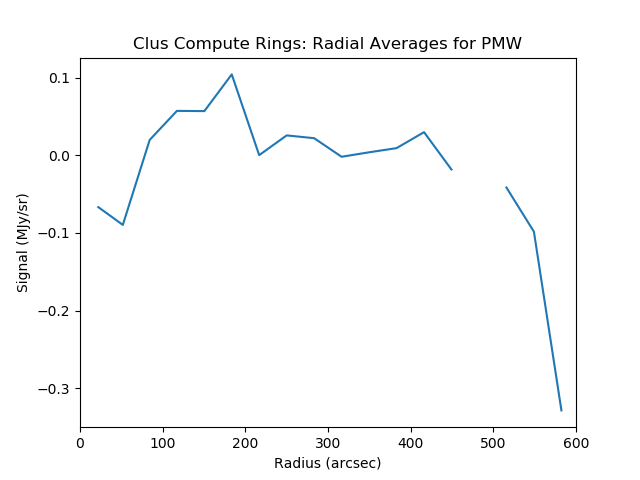 Clus Compute Rings: Radial Averages for PMW
0.1
0.0
−0.1
−0.2
−0.3
Signal (MJy/sr)
0 100 200 300 400 500 600
Radius (arcsec)